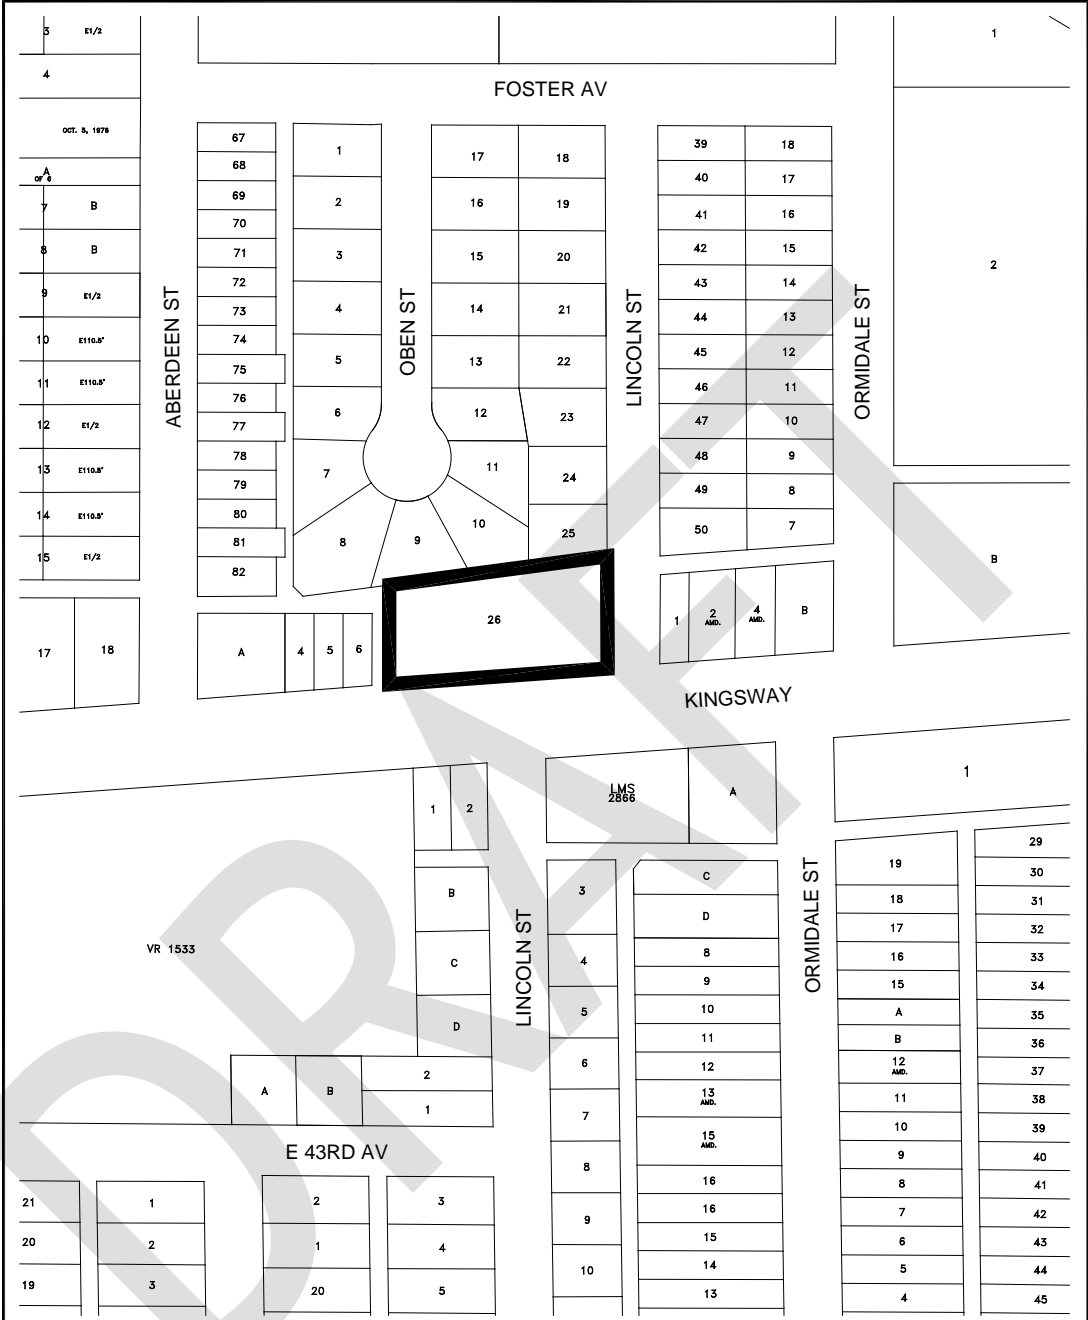 3 E1/2
4
OCT. 5, 1976
A
OF 6
7 B
8 B
9 E1/2
10 E110.5'
11 E110.5'
12 E1/2
13 E110.5'
14 E110.5'
15 E1/2
17 18
ABERDEEN ST
67
68
69
70
71
72
73
74
75
76
77
78
79
80
81
82
A 4 5 6
FOSTER AV
1
2
3
4
5
6
7
8
9
10
11
OBEN ST
17 18
16 19
15 20
14 21
13 22
12 23
24
25
26
LINCOLN ST
39 18
40 17
41 16
42 15
43 14
44 13
45 12
46 11
47 10
48 9
49 8
50 7
1 2 4 B
AMD. AMD.
ORMIDALE ST
1
2
B
KINGSWAY
1 2
B
C
D
VR 1533
A B 2
1
LMS
2866
A
1
LINCOLN ST
3
4
5
6
7
8
9
10
C
D
8
9
10
11
12
13
AMD.
15
AMD.
16
16
15
14
13
ORMIDALE ST
19
18
17
16
15
A
B
12
AMD.
11
10
9
8
7
6
5
4
29
30
31
32
33
34
35
36
37
38
39
40
41
42
43
44
45
E 43RD AV
21 1 2 3
20 2 1 4
19 3 20 5
DRAFT